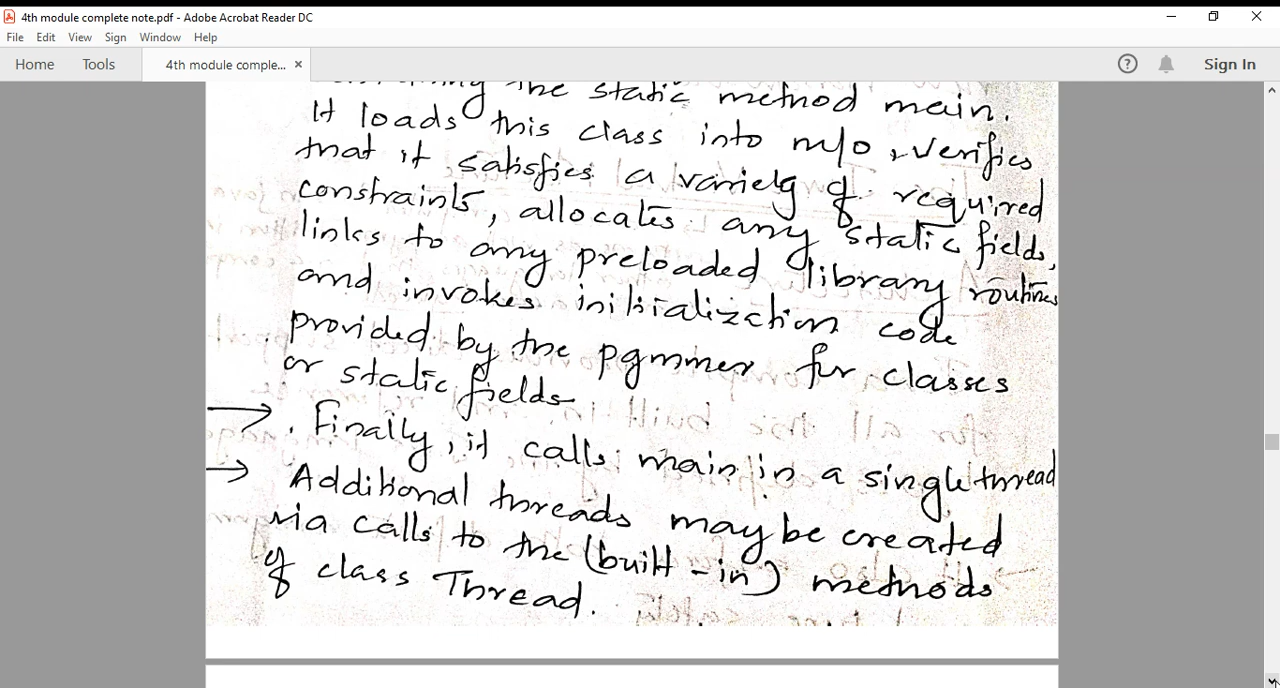 4th module complete note.pdf - Adobe Acrobat Reader DC
File Edit View Sign Window Help
Home Tools 4th module comple... × Sign In
the static method main.
It loads this class into m/o, verifies
that it satisfies a variety of required
constraints, allocates any static fields,
links to any preloaded library routines
and invokes initialization code
provided by the pgmmer for classes
or static fields
→ . Finally, it calls main in a single thread
→ Additional threads may be created
via calls to the (built-in) methods
of class Thread.